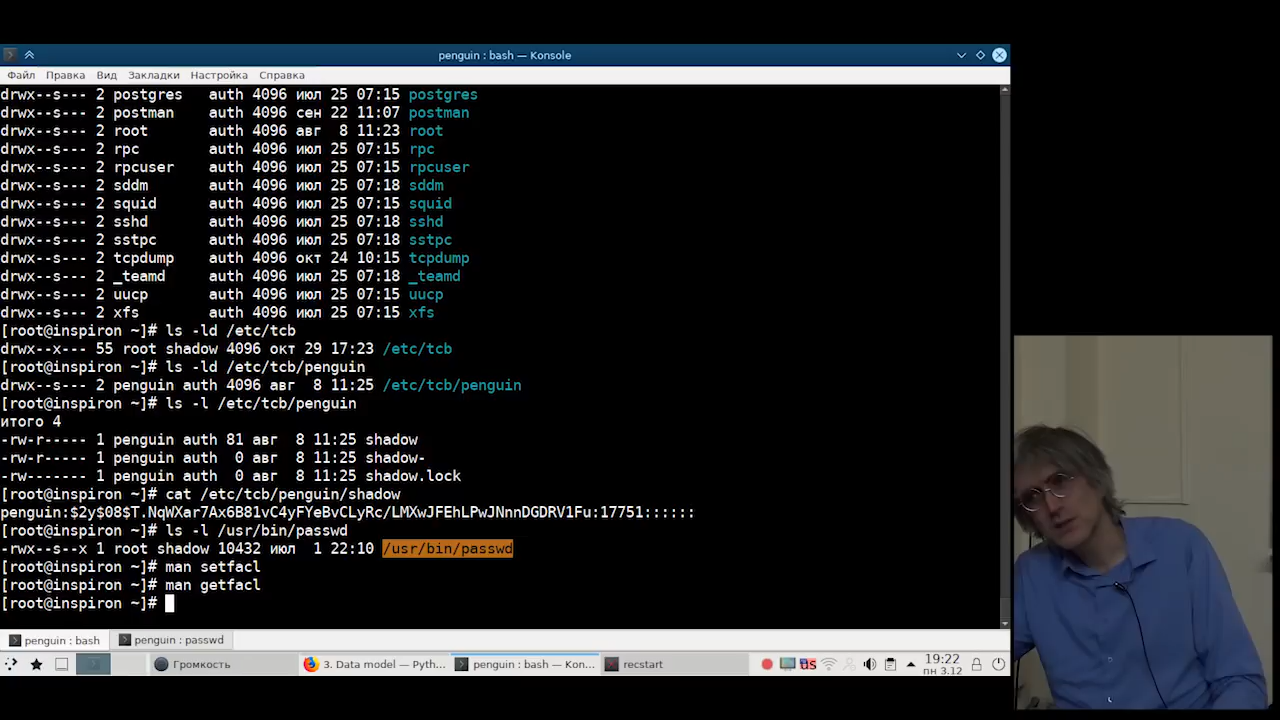 penguin : bash — Konsole
Файл Правка Вид Закладки Настройка Справка
drwx--s--- 2 postgres auth 4096 июл 25 07:15 postgres
drwx--s--- 2 postman auth 4096 сен 22 11:07 postman
drwx--s--- 2 root auth 4096 авг 8 11:23 root
drwx--s--- 2 rpc auth 4096 июл 25 07:15 rpc
drwx--s--- 2 rpcuser auth 4096 июл 25 07:15 rpcuser
drwx--s--- 2 sddm auth 4096 июл 25 07:18 sddm
drwx--s--- 2 squid auth 4096 июл 25 07:15 squid
drwx--s--- 2 sshd auth 4096 июл 25 07:18 sshd
drwx--s--- 2 sstpc auth 4096 июл 25 07:18 sstpc
drwx--s--- 2 tcpdump auth 4096 окт 24 10:15 tcpdump
drwx--s--- 2 _teamd auth 4096 июл 25 07:18 _teamd
drwx--s--- 2 uucp auth 4096 июл 25 07:15 uucp
drwx--s--- 2 xfs auth 4096 июл 25 07:15 xfs
[root@inspiron ~]# ls -ld /etc/tcb
drwx--x--- 55 root shadow 4096 окт 29 17:23 /etc/tcb
[root@inspiron ~]# ls -ld /etc/tcb/penguin
drwx--s--- 2 penguin auth 4096 авг 8 11:25 /etc/tcb/penguin
[root@inspiron ~]# ls -l /etc/tcb/penguin
итого 4
-rw-r----- 1 penguin auth 81 авг 8 11:25 shadow
-rw-r----- 1 penguin auth 0 авг 8 11:25 shadow-
-rw------- 1 penguin auth 0 авг 8 11:25 shadow.lock
[root@inspiron ~]# cat /etc/tcb/penguin/shadow
penguin:$2y$08$T.NqWXar7Ax6B81vC4yFYeBvCLyRc/LMXwJFEhLPwJNnnDGDRV1Fu:17751::::::
[root@inspiron ~]# ls -l /usr/bin/passwd
-rwx--s--x 1 root shadow 10432 июл 1 22:10 /usr/bin/passwd
[root@inspiron ~]# man setfacl
[root@inspiron ~]# man getfacl
[root@inspiron ~]#
penguin : bash penguin : passwd
Громкость 3. Data model — Pyth... penguin : bash — Kon... recstart us 19:22
пн 3.12